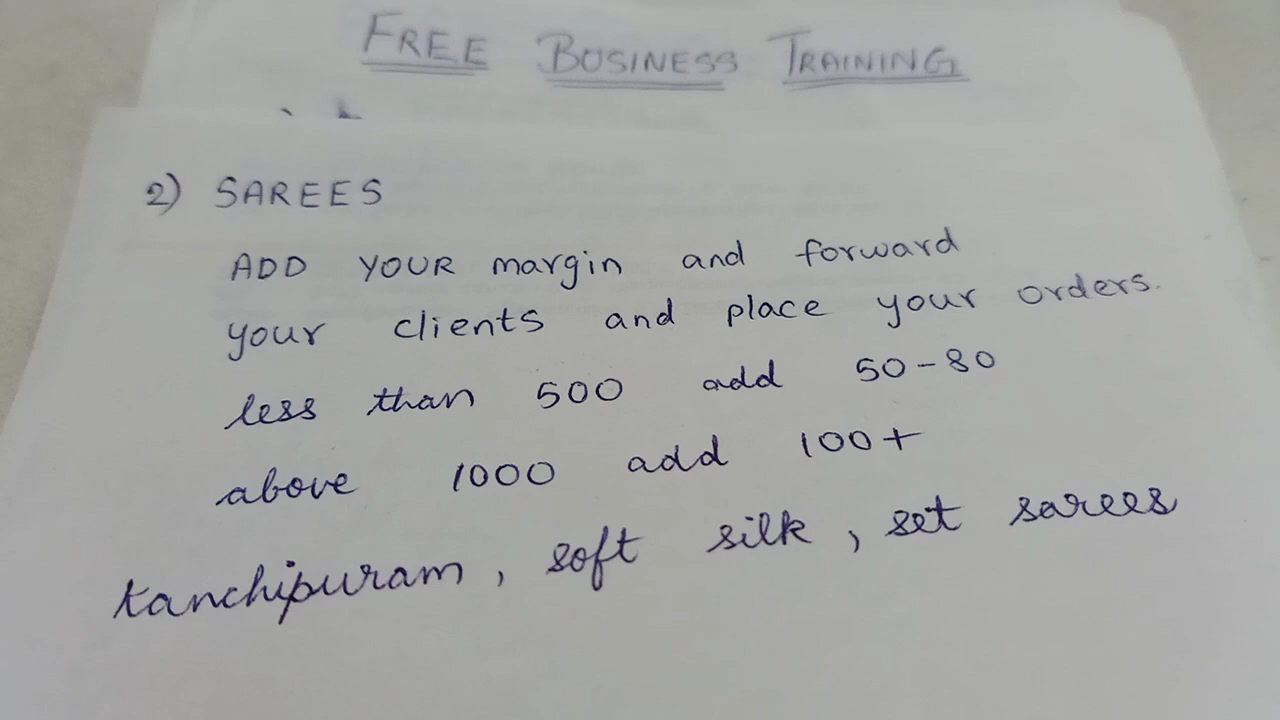 FREE BUSINESS TRAINING
2) SAREES
ADD YOUR margin and forward
your clients and place your orders.
less than 500 add 50-80
above 1000 add 100+
kanchipuram, soft silk, set sarees